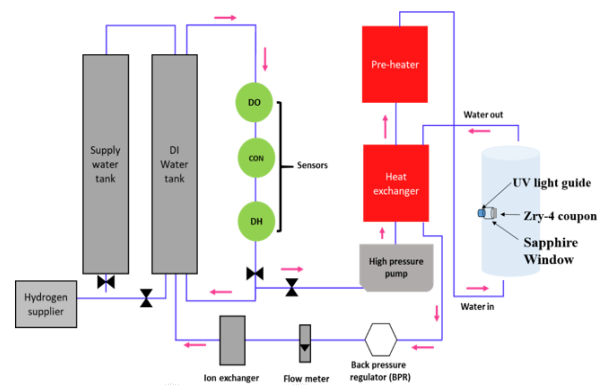 Supply
water
tank
DI
Water
tank
DO
CON
DH
Sensors
Pre-heater
Heat
exchanger
High pressure
pump
Water out
UV light guide
Zry-4 coupon
Sapphire
Window
Water in
Hydrogen
supplier
Ion exchanger
Flow meter
Back pressure
regulator (BPR)